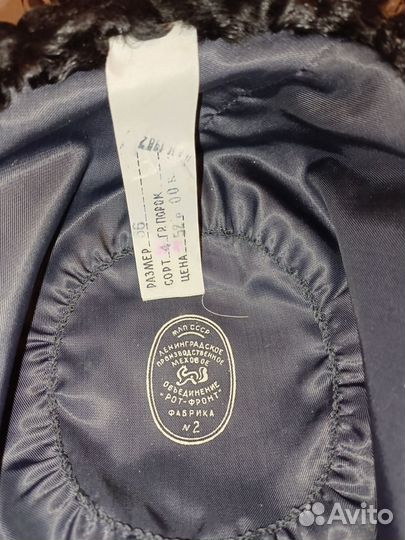 РАЗМЕР 56
СОРТ 4 ГР. ПОРОК
ЦЕНА 52 р 00 к
МЛП СССР
ЛЕНИНГРАДСКОЕ
ПРОИЗВОДСТВЕННОЕ
МЕХОВОЕ
ОБЪЕДИНЕНИЕ
"РОТ-ФРОНТ"
ФАБРИКА
N2
Avito